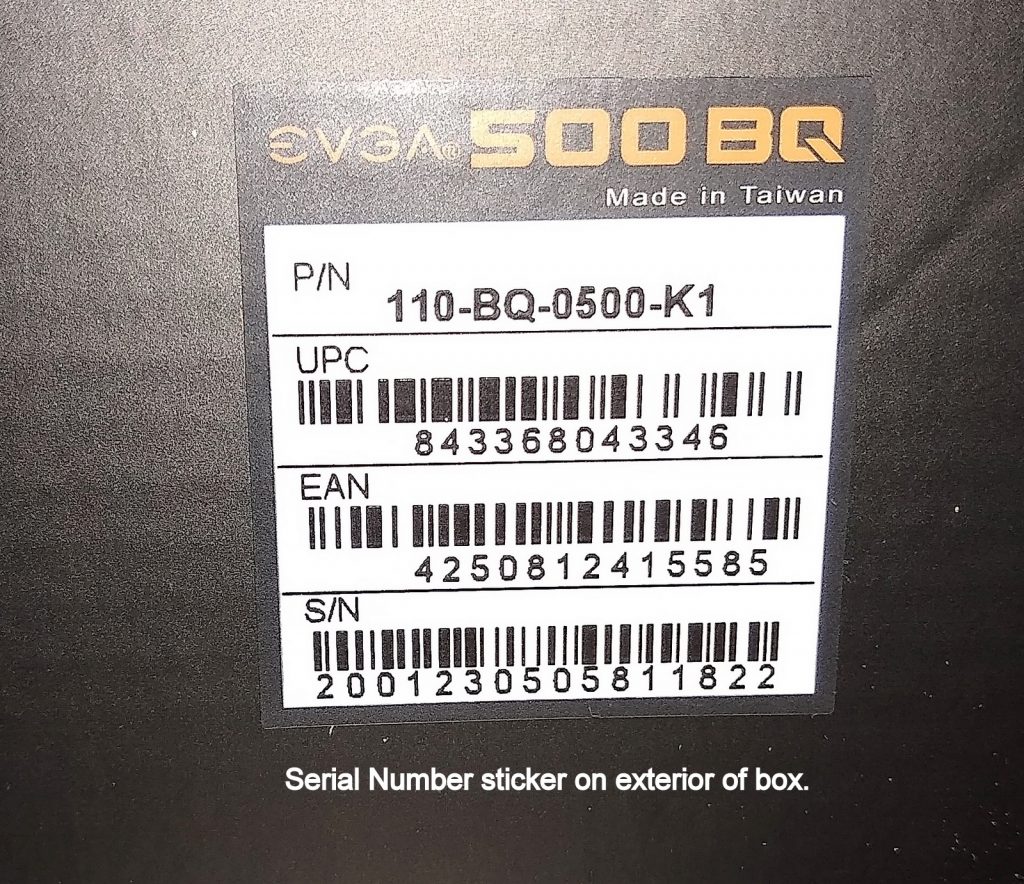 EVGA® 500 BQ
Made in Taiwan
P/N
110-BQ-0500-K1
UPC
843368043346
EAN
4250812415585
S/N
2001230505811822
Serial Number sticker on exterior of box.